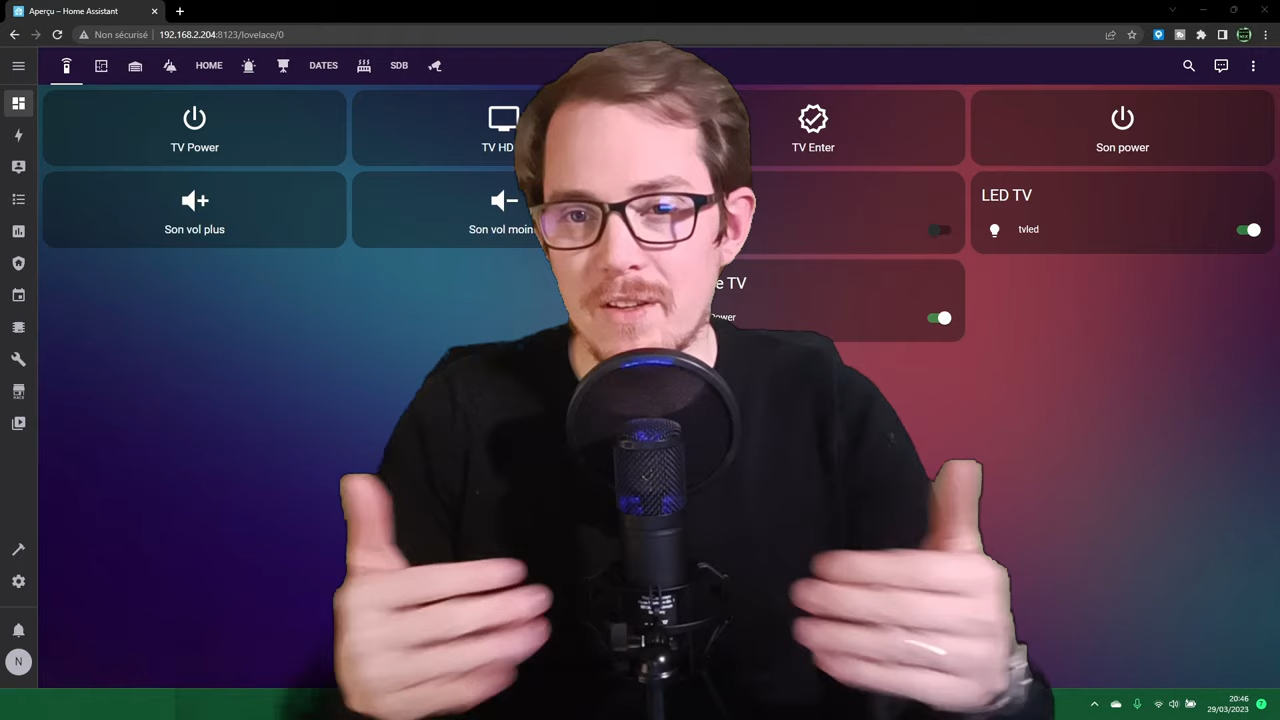 Aperçu – Home Assistant
Non sécurisé 192.168.2.204:8123/lovelace/0
HOME DATES SDB
TV Power
TV HD
TV Enter
Son power
Son vol plus
Son vol moin
LED TV
tvled
e TV
ower
N
20:46
29/03/2023
7